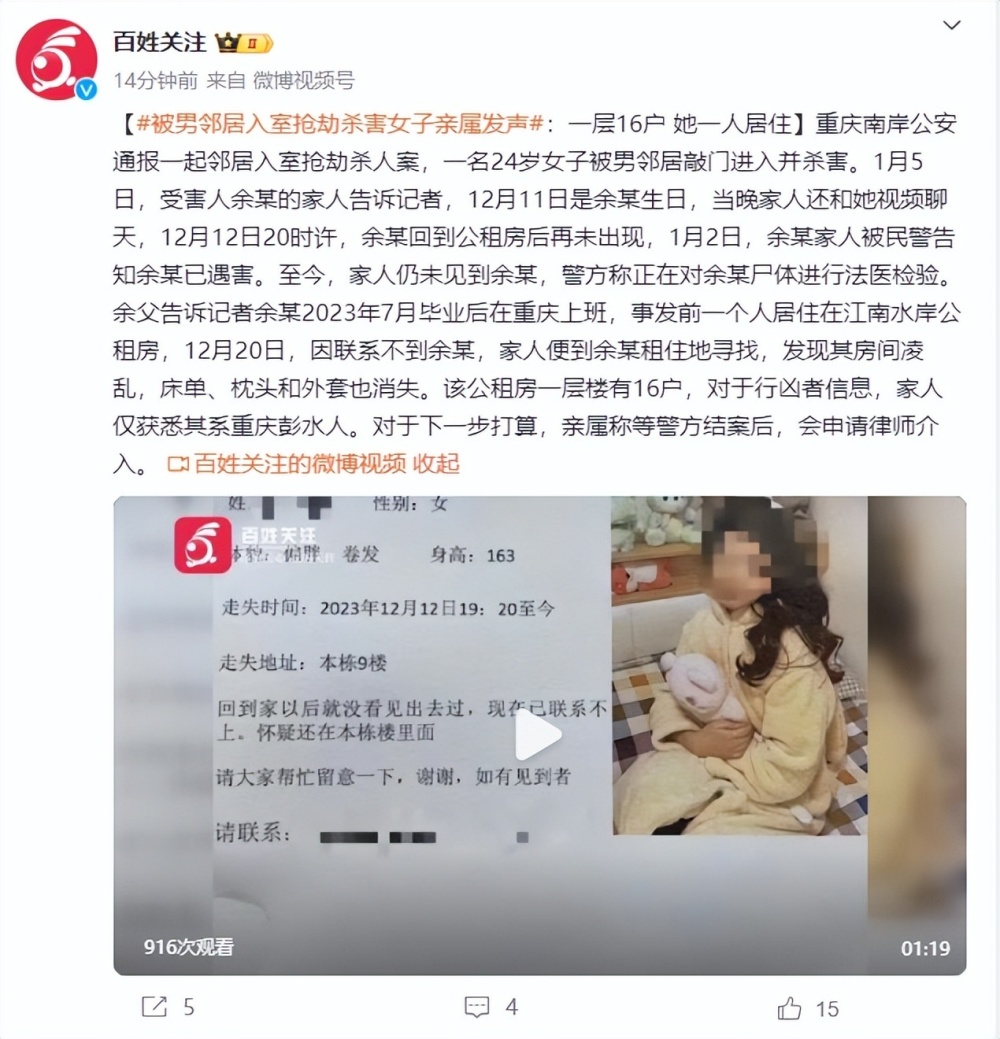 百姓关注
14分钟前 来自 微博视频号
【#被男邻居入室抢劫杀害女子亲属发声#：一层16户 她一人居住】重庆南岸公安
通报一起邻居入室抢劫杀人案，一名24岁女子被男邻居敲门进入并杀害。1月5
日，受害人余某的家人告诉记者，12月11日是余某生日，当晚家人还和她视频聊
天，12月12日20时许，余某回到公租房后再未出现，1月2日，余某家人被民警告
知余某已遇害。至今，家人仍未见到余某，警方称正在对余某尸体进行法医检验。
余父告诉记者余某2023年7月毕业后在重庆上班，事发前一个人居住在江南水岸公
租房，12月20日，因联系不到余某，家人便到余某租住地寻找，发现其房间凌
乱，床单、枕头和外套也消失。该公租房一层楼有16户，对于行凶者信息，家人
仅获悉其系重庆彭水人。对于下一步打算，亲属称等警方结案后，会申请律师介
入。 百姓关注的微博视频 收起
姓 性别：女
百姓关注
体貌：偏胖 卷发 身高：163
走失时间：2023年12月12日19：20至今
走失地址：本栋9楼
回到家以后就没看见出去过，现在已联系不
上。怀疑还在本栋楼里面
请大家帮忙留意一下，谢谢，如有见到者
请联系：
916次观看 01:19
5 4 15